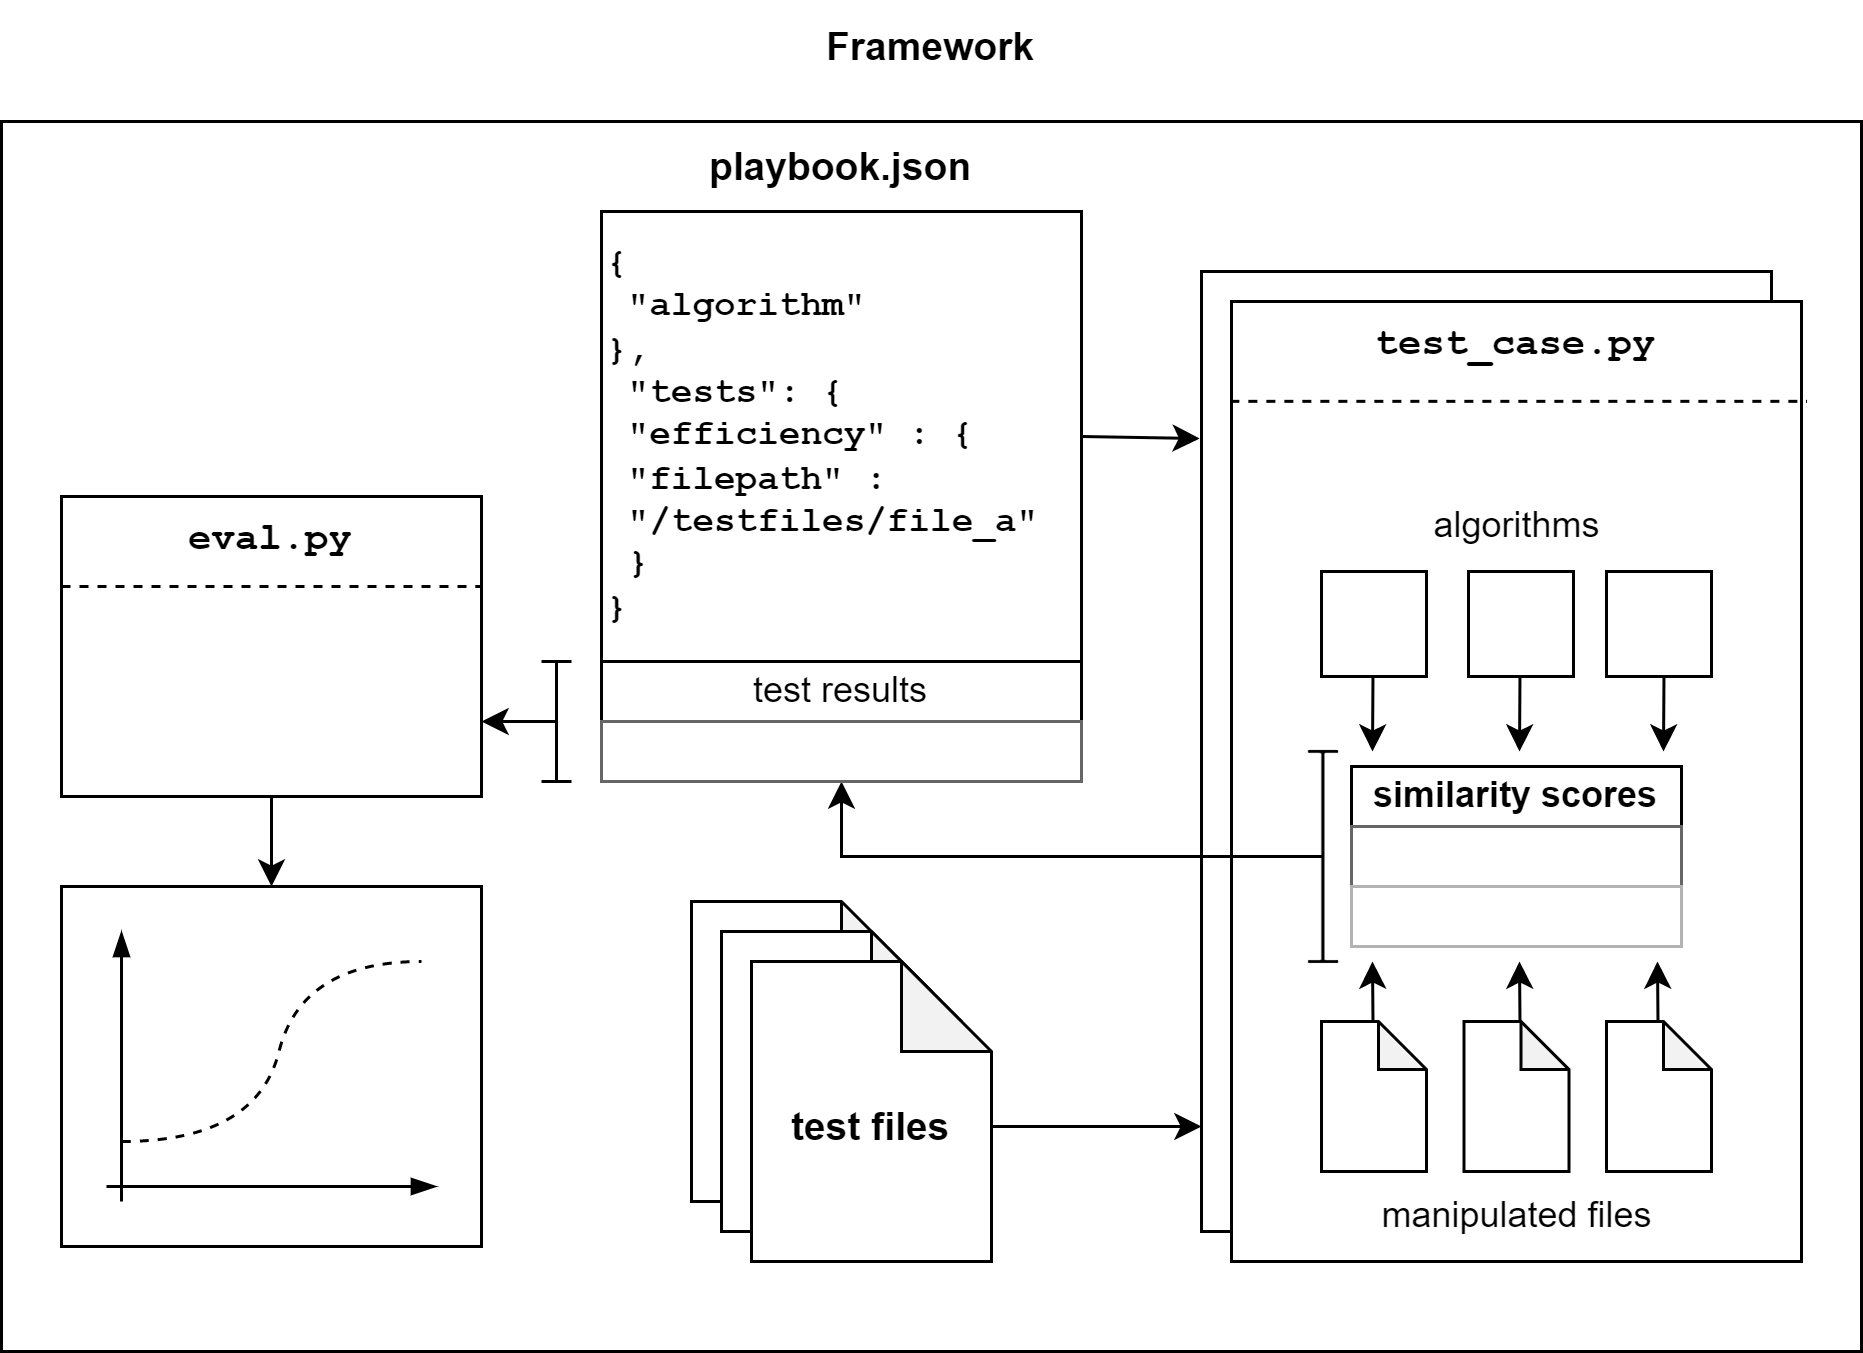 Framework
playbook.json
{
"algorithm"
},
"tests": {
"efficiency" : {
"filepath" :
"/testfiles/file_a"
}
}
test results
eval.py
test files
test_case.py
algorithms
similarity scores
manipulated files